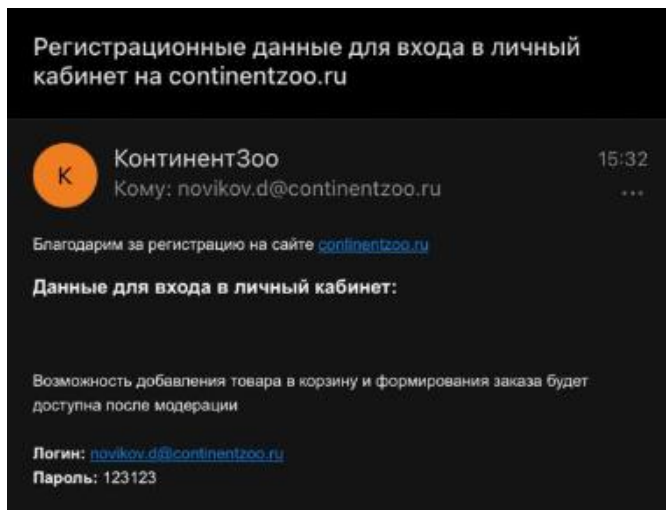 Регистрационные данные для входа в личный
кабинет на continentzoo.ru
К
КонтинентЗоо
15:32
Кому: novikov.d@continentzoo.ru
...
Благодарим за регистрацию на сайте continentzoo.ru
Данные для входа в личный кабинет:
Возможность добавления товара в корзину и формирования заказа будет
доступна после модерации
Логин: novikov.d@continentzoo.ru
Пароль: 123123